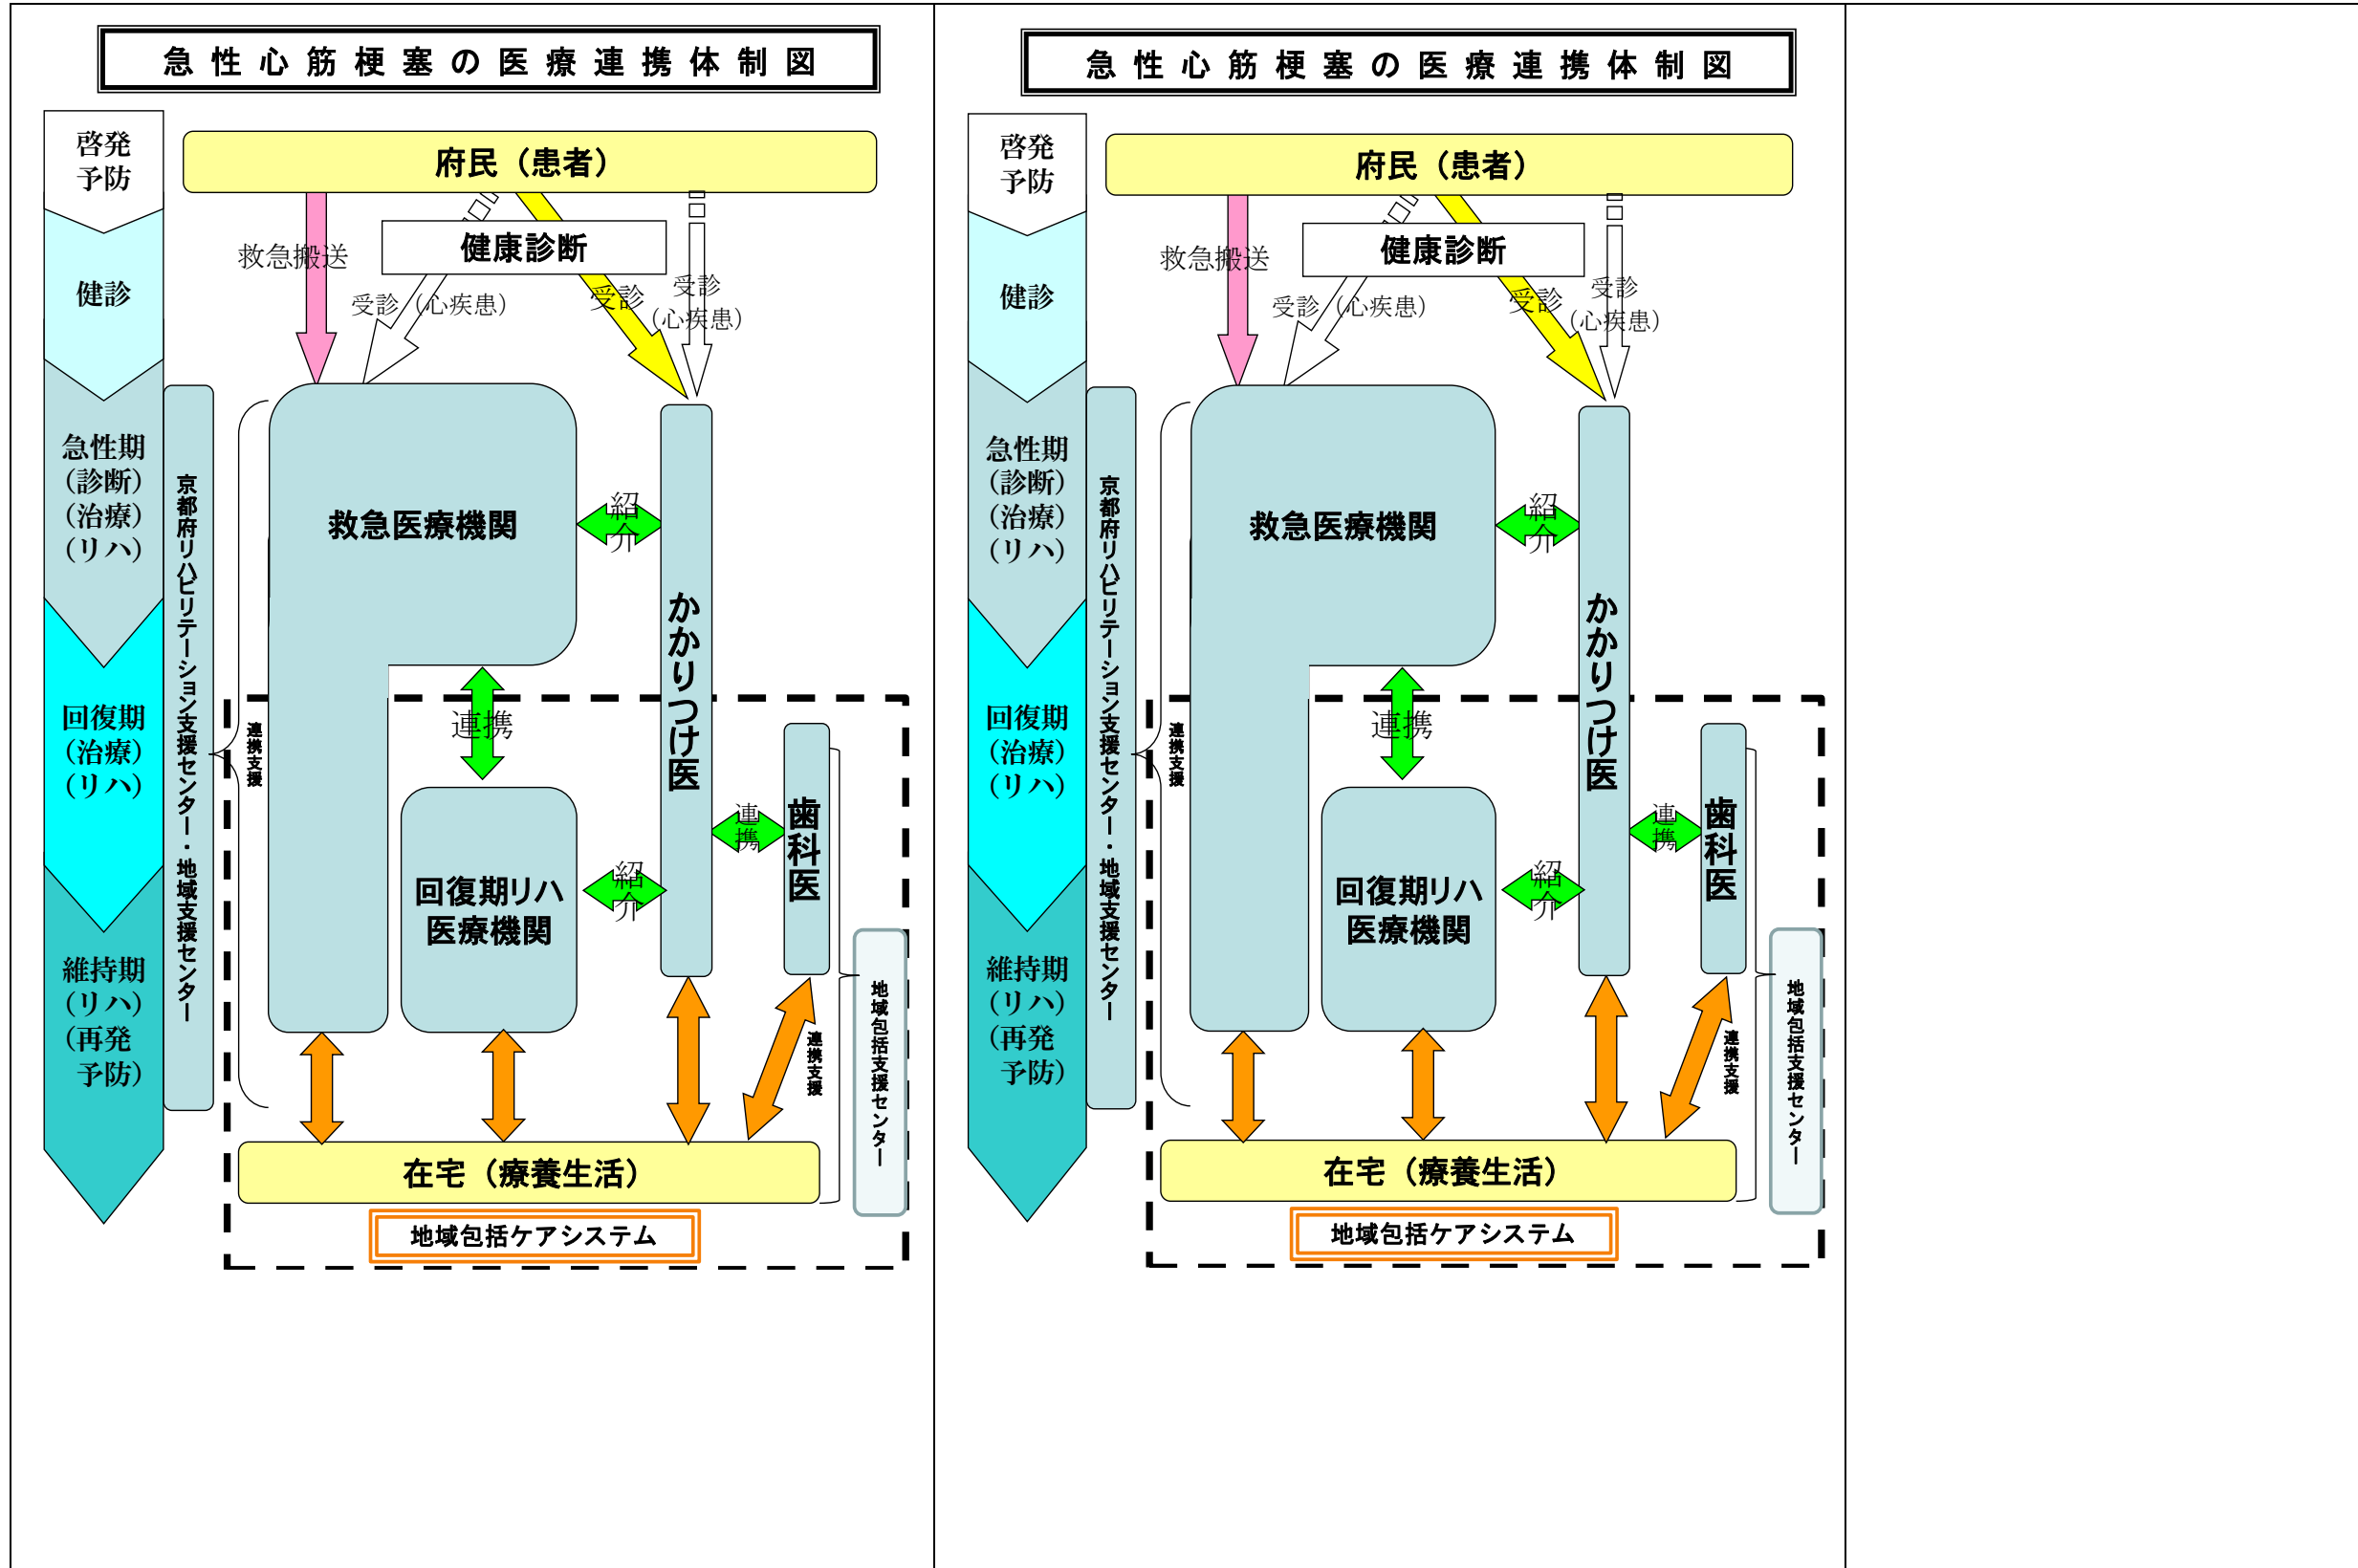 急性心筋梗塞の医療連携体制図
啓発
予防
健診
急性期
（診断）
（治療）
（リハ）
回復期
（治療）
（リハ）
維持期
（リハ）
（再発
予防）
府民（患者）
健康診断
救急搬送
受診（心疾患）
受診
受診
（心疾患）
京都府リハビリテーション支援センター・地域支援センター
連携支援
救急医療機関
紹介
かかりつけ医
連携
回復期リハ
医療機関
紹介
連携
歯科医
連携支援
地域包括支援センター
在宅（療養生活）
地域包括ケアシステム
急性心筋梗塞の医療連携体制図
啓発
予防
健診
急性期
（診断）
（治療）
（リハ）
回復期
（治療）
（リハ）
維持期
（リハ）
（再発
予防）
府民（患者）
健康診断
救急搬送
受診（心疾患）
受診
受診
（心疾患）
京都府リハビリテーション支援センター・地域支援センター
連携支援
救急医療機関
紹介
かかりつけ医
連携
回復期リハ
医療機関
紹介
連携
歯科医
連携支援
地域包括支援センター
在宅（療養生活）
地域包括ケアシステム